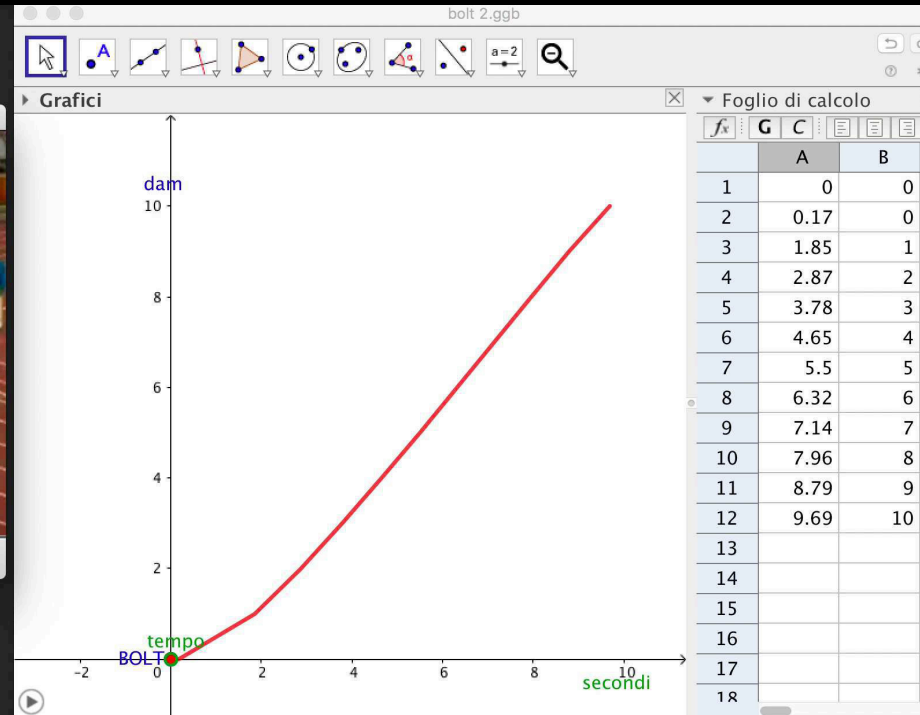 bolt 2.ggb
A
α
a=2
Grafici
Foglio di calcolo
fx G C
A B
1 0 0
2 0.17 0
3 1.85 1
4 2.87 2
5 3.78 3
6 4.65 4
7 5.5 5
8 6.32 6
9 7.14 7
10 7.96 8
11 8.79 9
12 9.69 10
13
14
15
16
17
18
dam
10
8
6
4
2
tempo
BOLT
-2 0 2 4 6 8 10
secondi